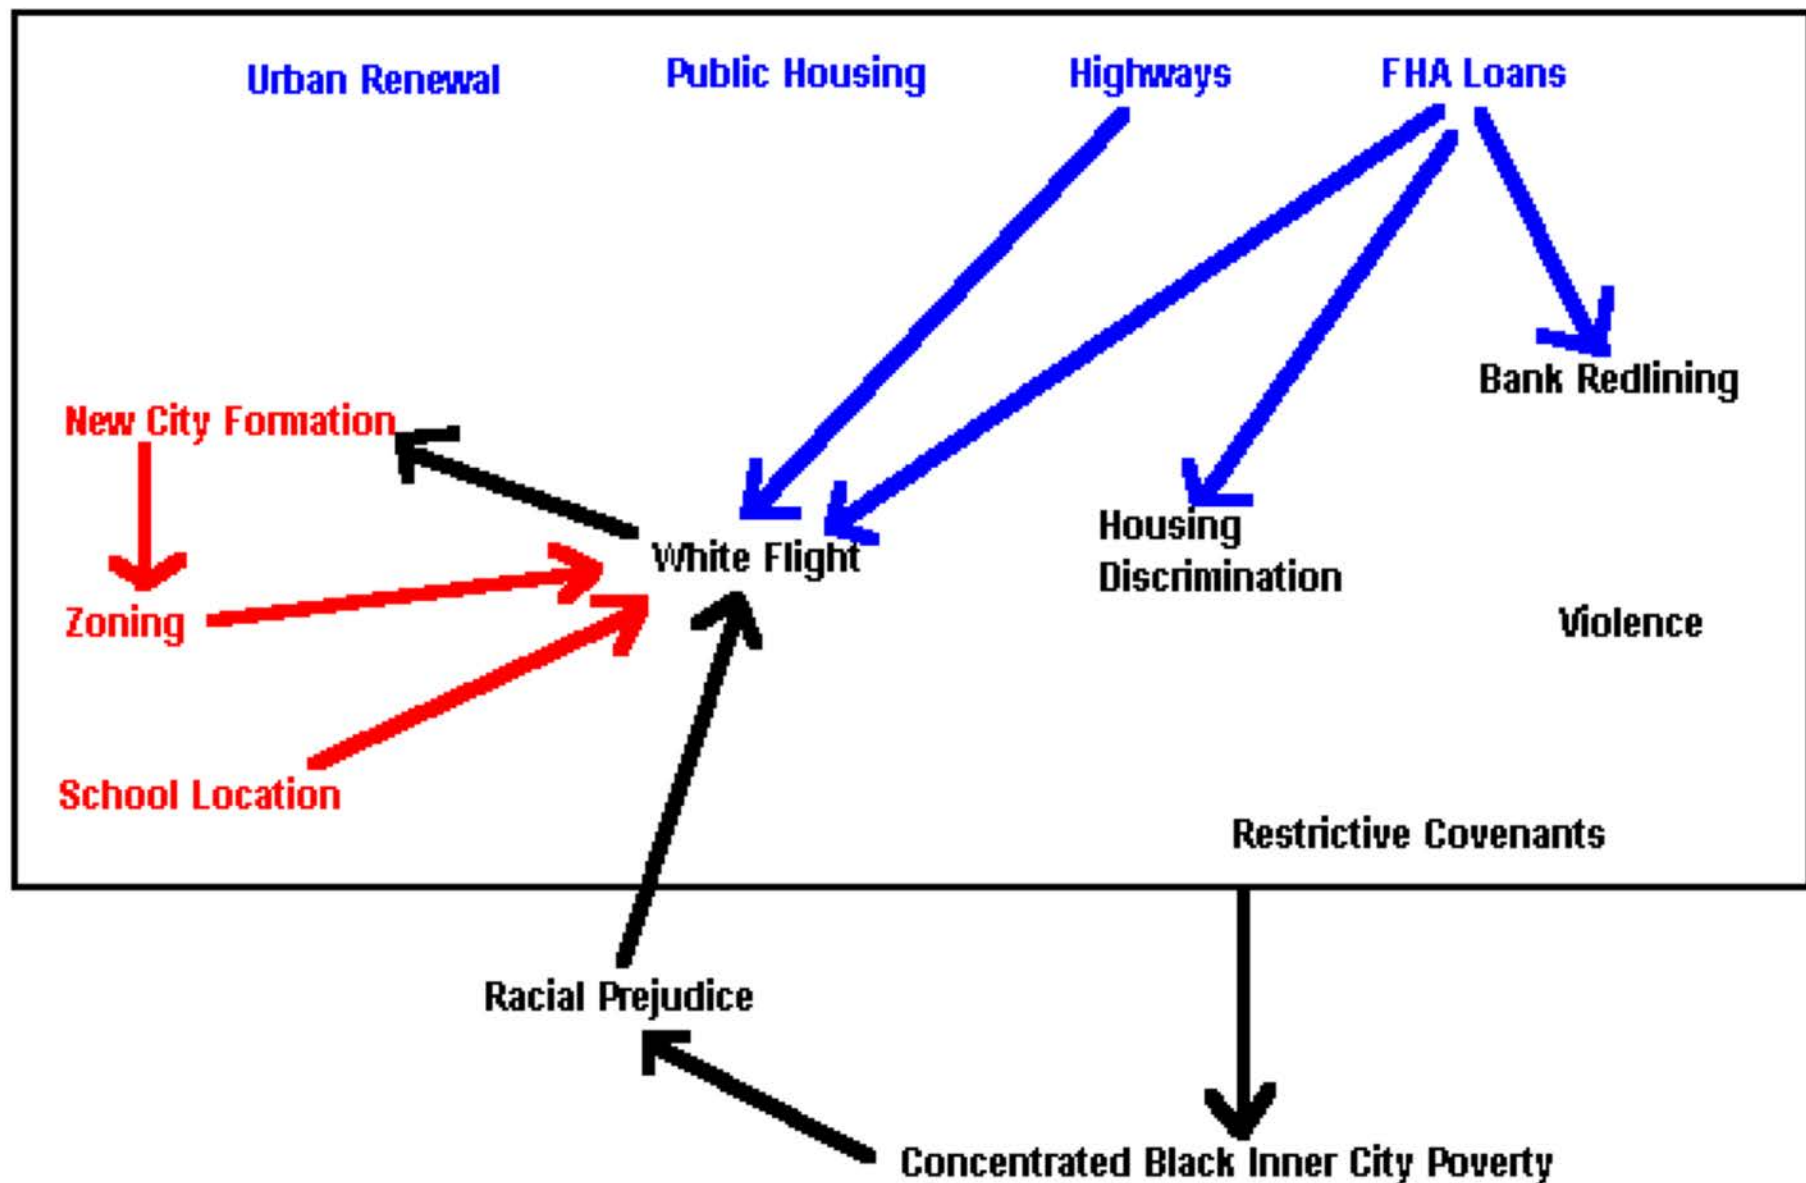 Urban Renewal
Public Housing
Highways
FHA Loans
Bank Redlining
New City Formation
Housing
Discrimination
White Flight
Zoning
Violence
School Location
Restrictive Covenants
Racial Prejudice
Concentrated Black Inner City Poverty